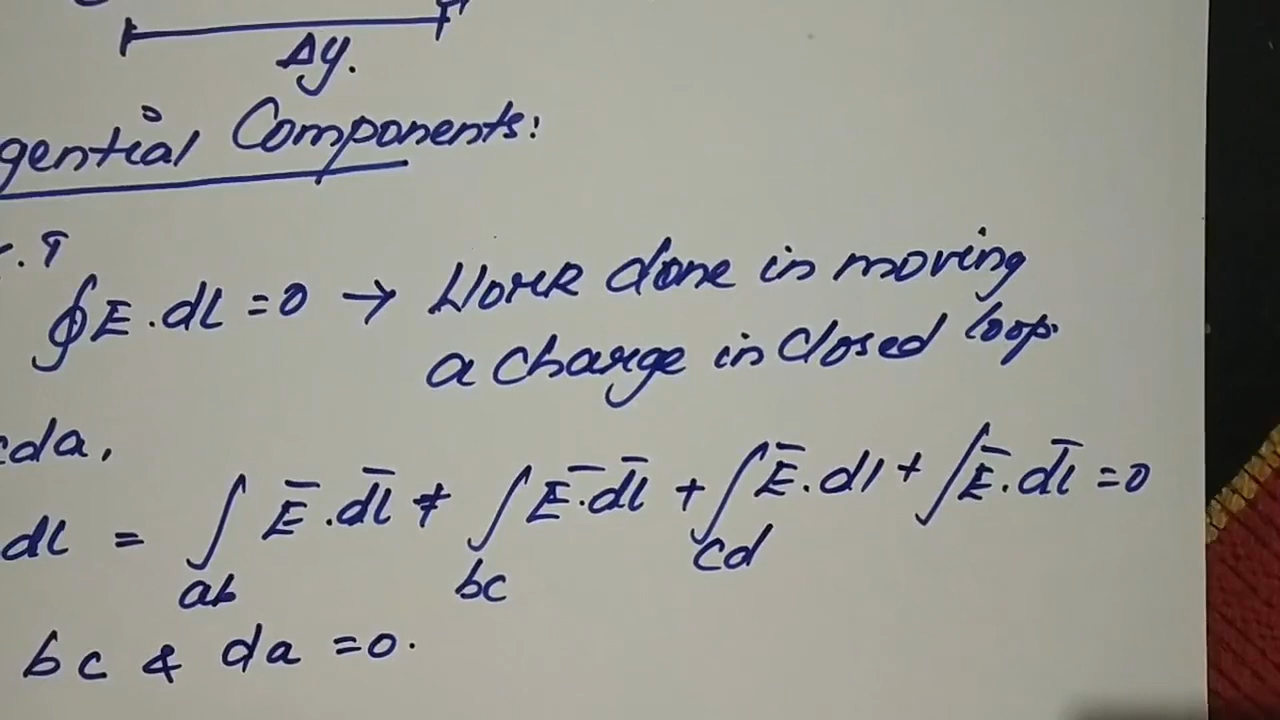 Δy.
gential Components:
∮E.dl = 0 → Work done in moving
a charge in closed loop.
cda,
dl = ∫ab E̅.dl̅ + ∫bc E̅.dl̅ + ∫cd E̅.dl + ∫E̅.dl̅ = 0
bc & da = 0.